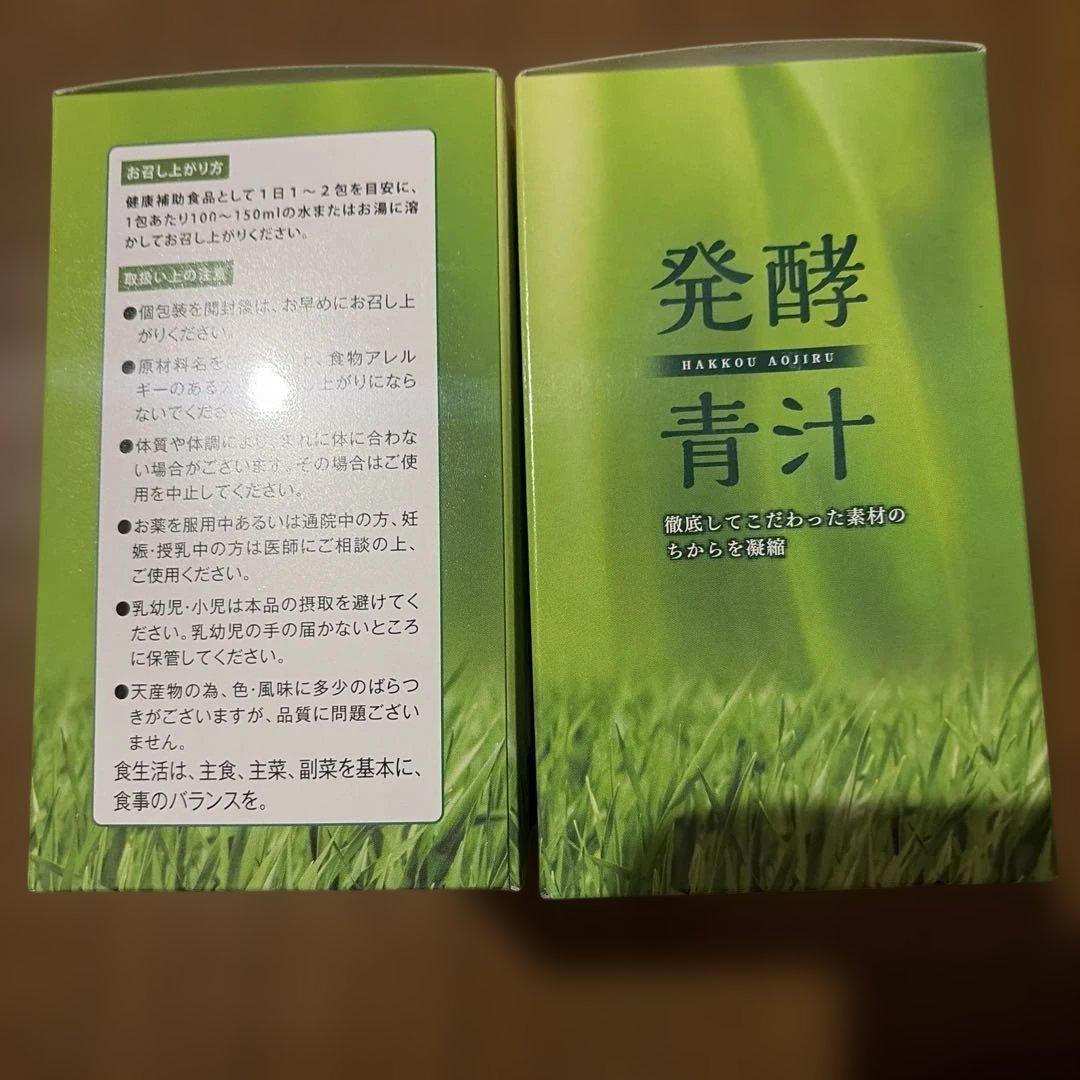 お召し上がり方
健康補助食品として1日1～2包を目安に、
1包あたり100～150mlの水またはお湯に溶
かしてお召し上がりください。
取扱い上の注意
●個包装を開封後は、お早めにお召し上
がりください。
●原材料名を 上、食物アレル
ギーのある し上がりになら
ないでくださ
●体質や体調により、まれに体に合わな
い場合がございます。その場合はご使
用を中止してください。
●お薬を服用中あるいは通院中の方、妊
娠・授乳中の方は医師にご相談の上、
ご使用ください。
●乳幼児・小児は本品の摂取を避けてく
ださい。乳幼児の手の届かないところ
に保管してください。
●天産物の為、色・風味に多少のばらつ
きがございますが、品質に問題ござい
ません。
食生活は、主食、主菜、副菜を基本に、
食事のバランスを。
発酵
HAKKOU AOJIRU
青汁
徹底してこだわった素材の
ちからを凝縮